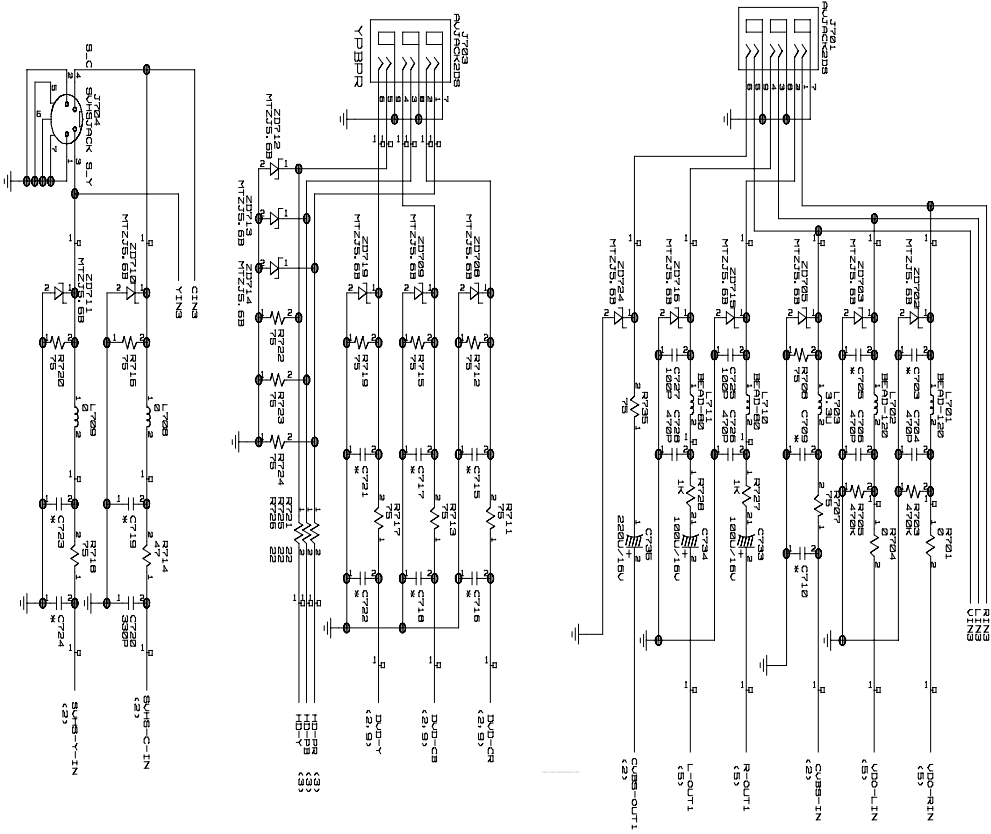 J701
AVJACK2DS
J703
AVJACK2DS
YPBPR
J704
SVHSJACK
S_C
S_Y
CIN3
YIN3
RIN3
LIN3
VIN3
ZD711
MTZJ5.6B
ZD710
MTZJ5.6B
R720
75
R716
75
L709
0
L708
0
C723
*
C719
*
R718
75
R714
47
C724
*
C720
330P
SVHS-Y-IN
(2)
SVHS-C-IN
(2)
ZD712
MTZJ5.6B
ZD713
MTZJ5.6B
ZD714
MTZJ5.6B
R722
75
R723
75
R724
75
R721 22
R725 22
R726 22
HD-PR (3)
HD-PB (3)
HD-Y
ZD719
MTZJ5.6B
ZD709
MTZJ5.6B
ZD708
MTZJ5.6B
R719
75
R715
75
R712
75
C721
*
C717
*
C715
*
R717
75
R713
75
R711
75
C722
*
C718
*
C716
*
DVD-Y
(2,9)
DVD-CB
(2,9)
DVD-CR
(2,9)
ZD724
MTZJ5.6B
ZD716
MTZJ5.6B
ZD715
MTZJ5.6B
ZD705
MTZJ5.6B
ZD703
MTZJ5.6B
ZD702
MTZJ5.6B
R735
75
C727
100P
L711
BEAD-80
C728
470P
R728
1K
C725
100P
L710
BEAD-80
C726
470P
R727
1K
R706
75
L703
3.3U
C709
*
R707
75
C710
*
C705
*
L702
BEAD-120
C706
470P
R705
470K
R704
0
C703
*
L701
BEAD-120
C704
470P
R703
470K
R701
0
C735
220U/16V
C734
100U/16V
C733
100U/16V
CVBS-OUT1
(2)
L-OUT1
(5)
R-OUT1
(5)
CVBS-IN
(2)
VDO-LIN
(5)
VDO-RIN
(5)